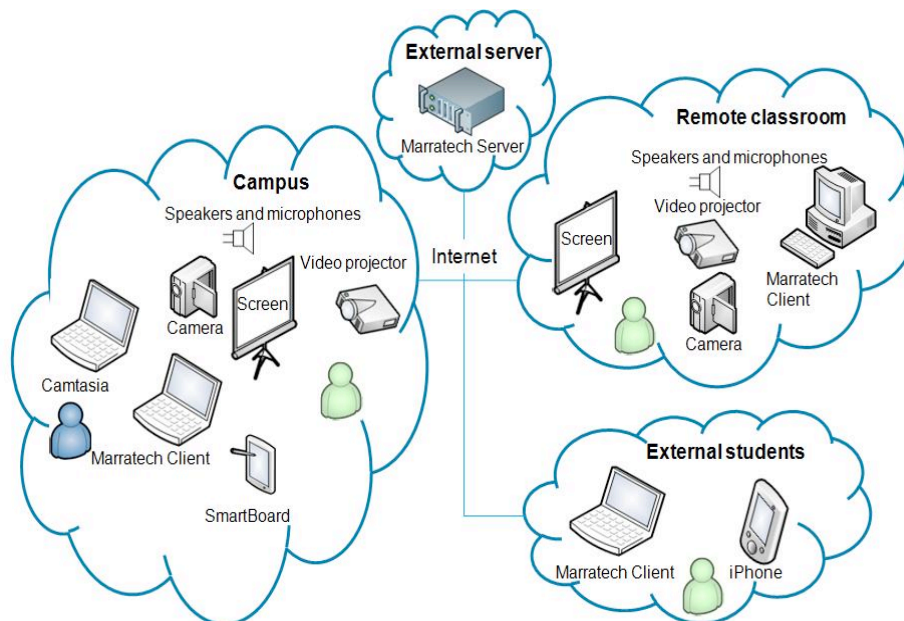 External server
Marratech Server
Campus
Speakers and microphones
Video projector
Screen
Camera
Camtasia
Marratech Client
SmartBoard
Internet
Remote classroom
Speakers and microphones
Video projector
Screen
Marratech
Client
Camera
External students
Marratech Client
iPhone